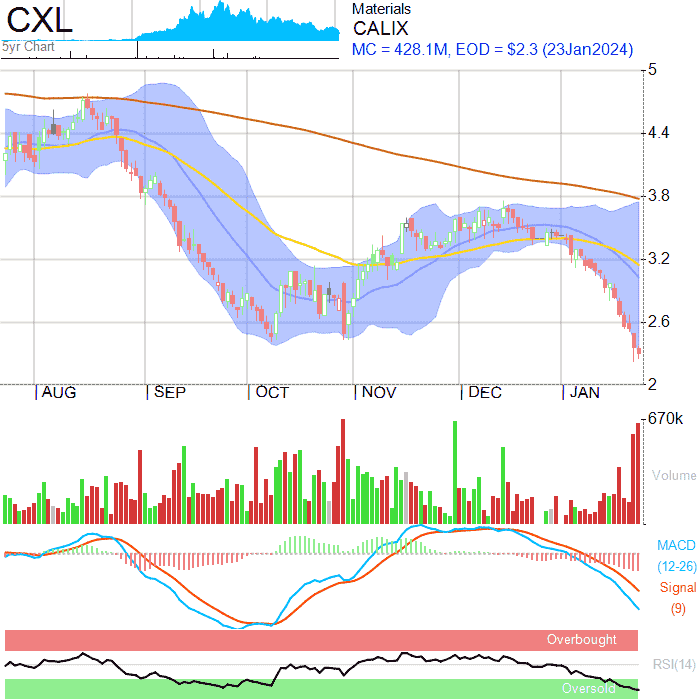 CXL
5yr Chart
Materials
CALIX
MC = 428.1M, EOD = $2.3 (23Jan2024)
5
4.4
3.8
3.2
2.6
2
AUG
SEP
OCT
NOV
DEC
JAN
670k
Volume
MACD
(12-26)
Signal
(9)
Overbought
RSI(14)
Oversold